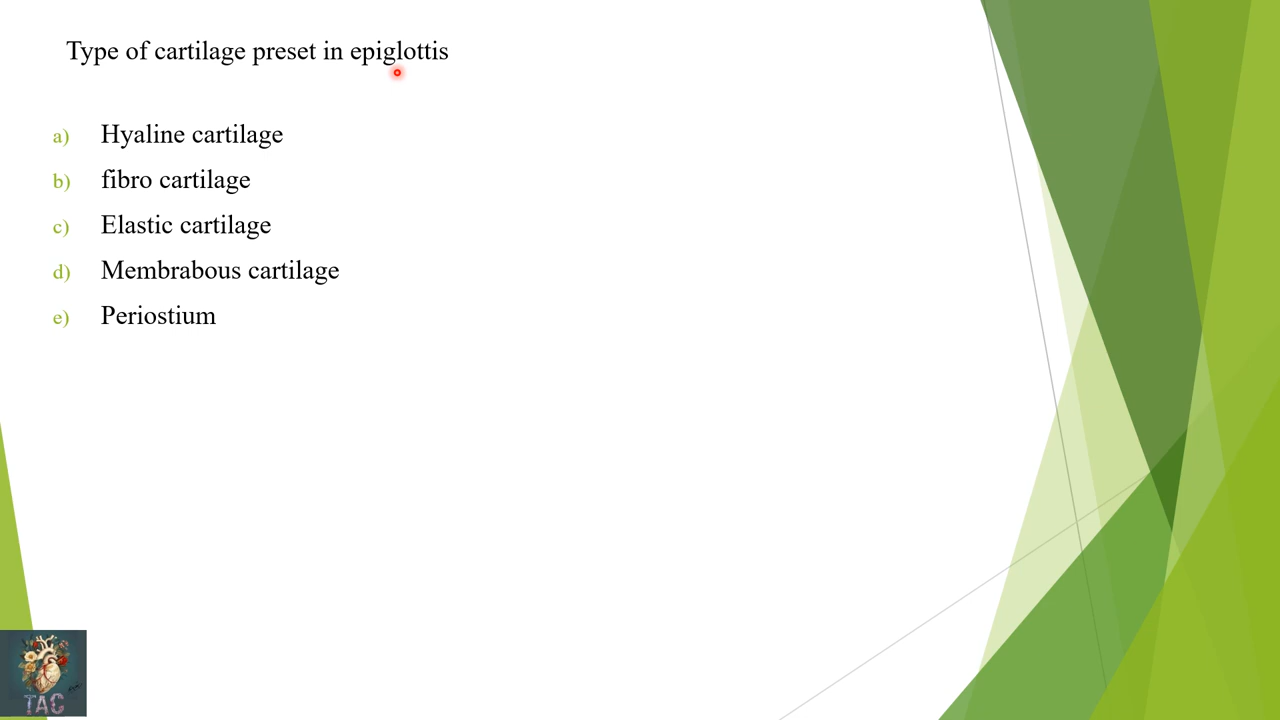 Type of cartilage preset in epiglottis
a) Hyaline cartilage
b) fibro cartilage
c) Elastic cartilage
d) Membrabous cartilage
e) Periostium
TAC